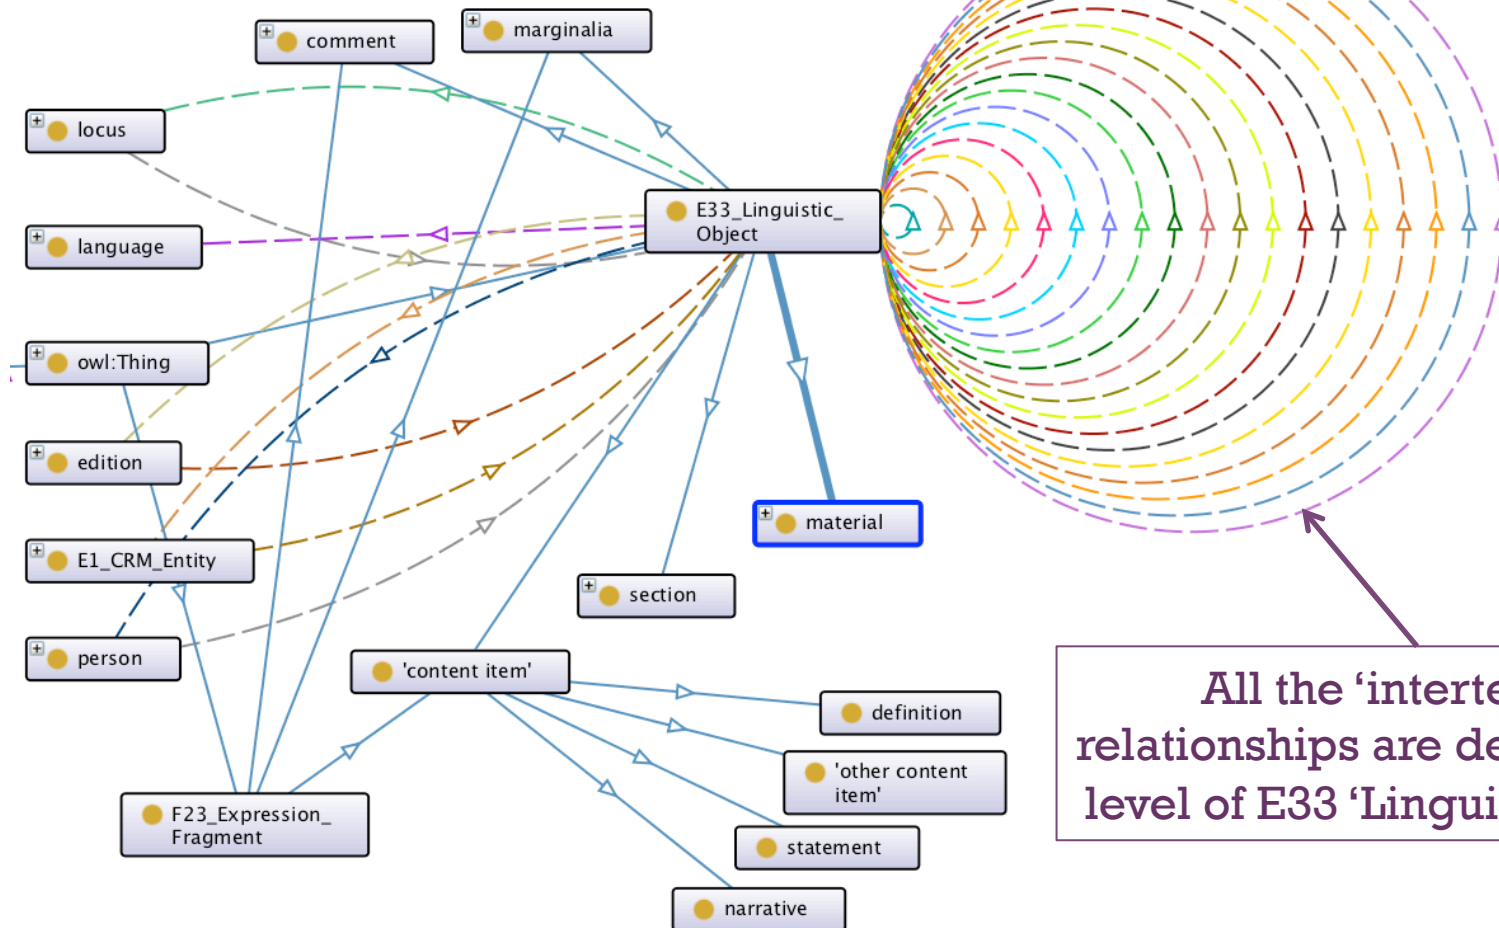 marginalia
comment
locus
E33_Linguistic_
Object
language
owl:Thing
edition
material
E1_CRM_Entity
section
person
'content item'
definition
'other content
item'
F23_Expression_
Fragment
statement
narrative
All the ‘interte
relationships are de
level of E33 ‘Lingui